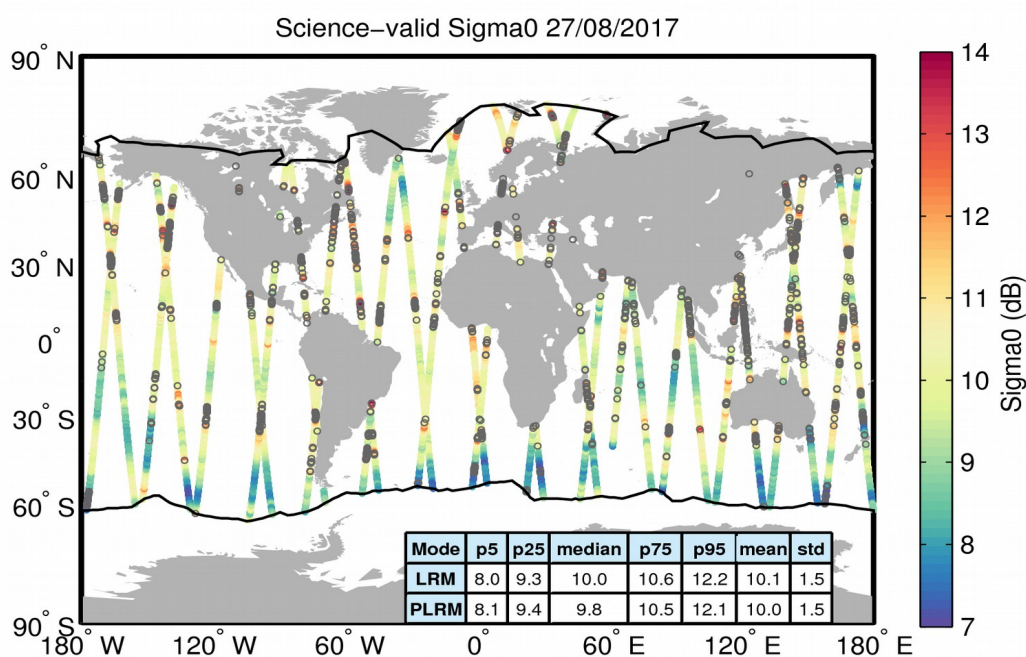 Science-valid Sigma0 27/08/2017
90° N
60° N
30° N
0°
30° S
60° S
90° S
180° W
120° W
60° W
0°
60° E
120° E
180° E
14
13
12
11
10
9
8
7
Sigma0 (dB)
Mode p5 p25 median p75 p95 mean std
LRM 8.0 9.3 10.0 10.6 12.2 10.1 1.5
PLRM 8.1 9.4 9.8 10.5 12.1 10.0 1.5